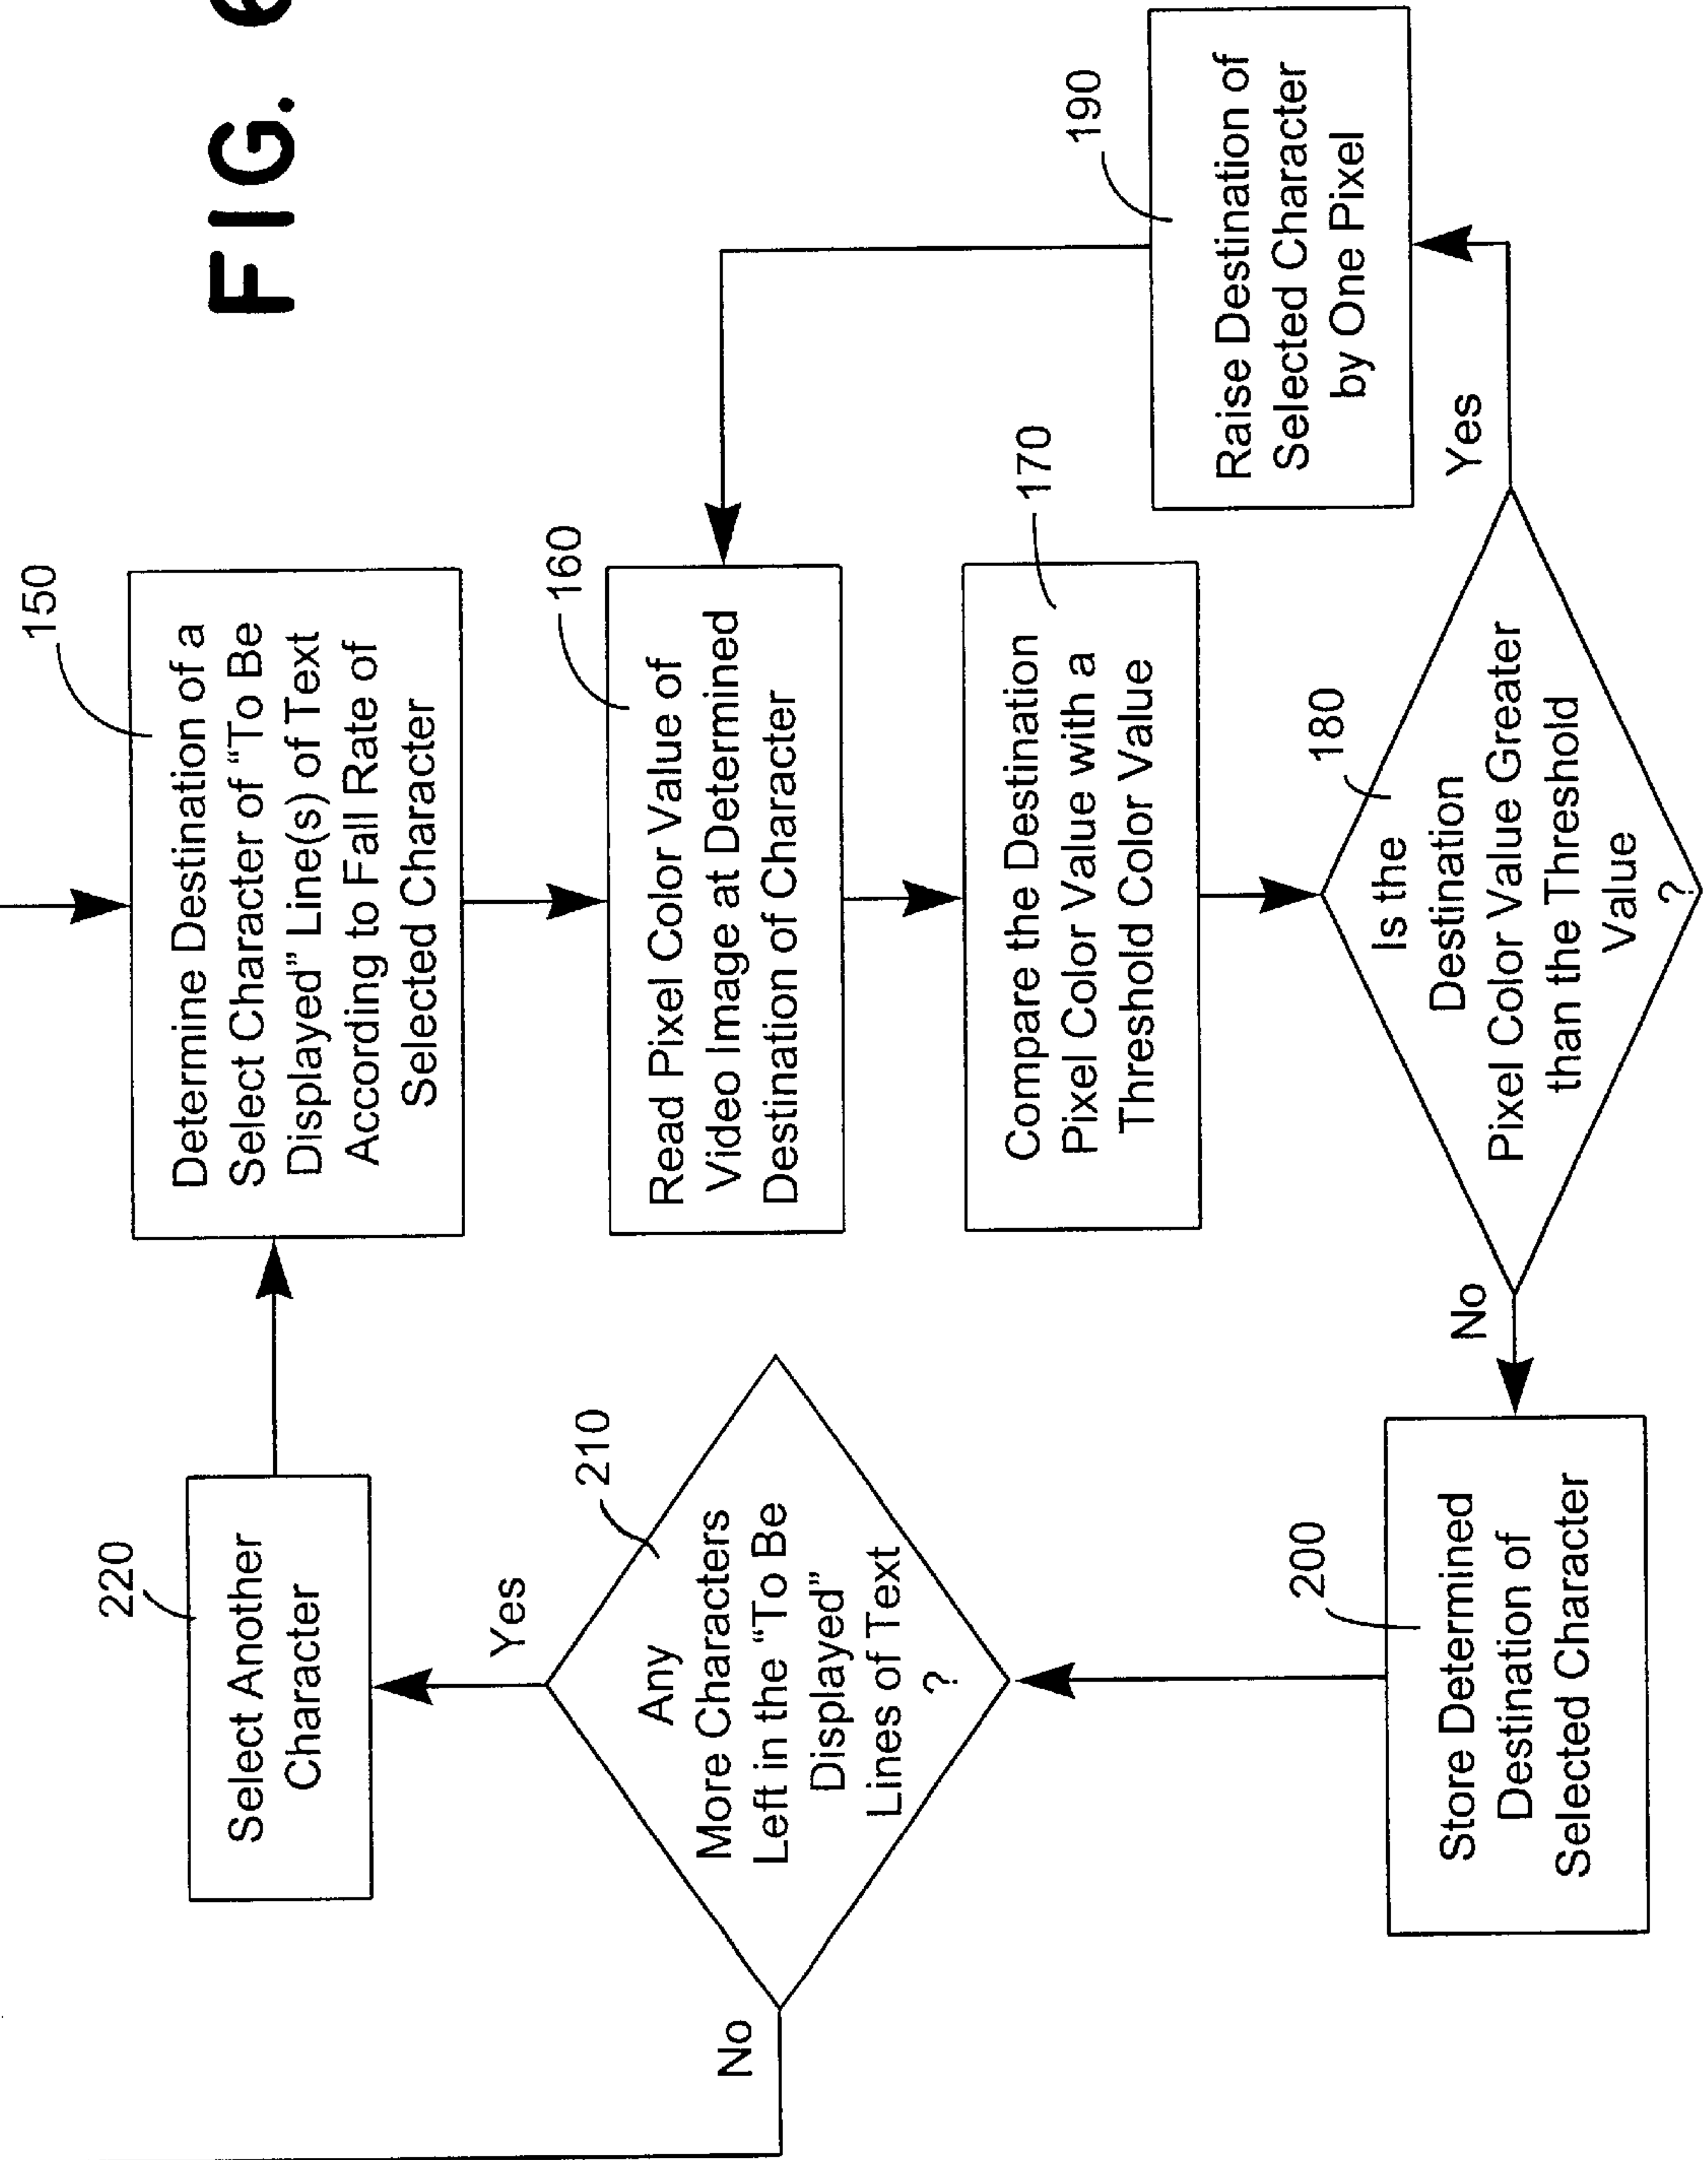 FIG. 6
150
Determine Destination of a
Select Character of “To Be
Displayed” Line(s) of Text
According to Fall Rate of
Selected Character
160
Read Pixel Color Value of
Video Image at Determined
Destination of Character
170
Compare the Destination
Pixel Color Value with a
Threshold Color Value
180
Is the
Destination
Pixel Color Value Greater
than the Threshold
Value
?
Yes
190
Raise Destination of
Selected Character
by One Pixel
No
200
Store Determined
Destination of
Selected Character
210
Any
More Characters
Left in the “To Be
Displayed”
Lines of Text
?
Yes
220
Select Another
Character
No